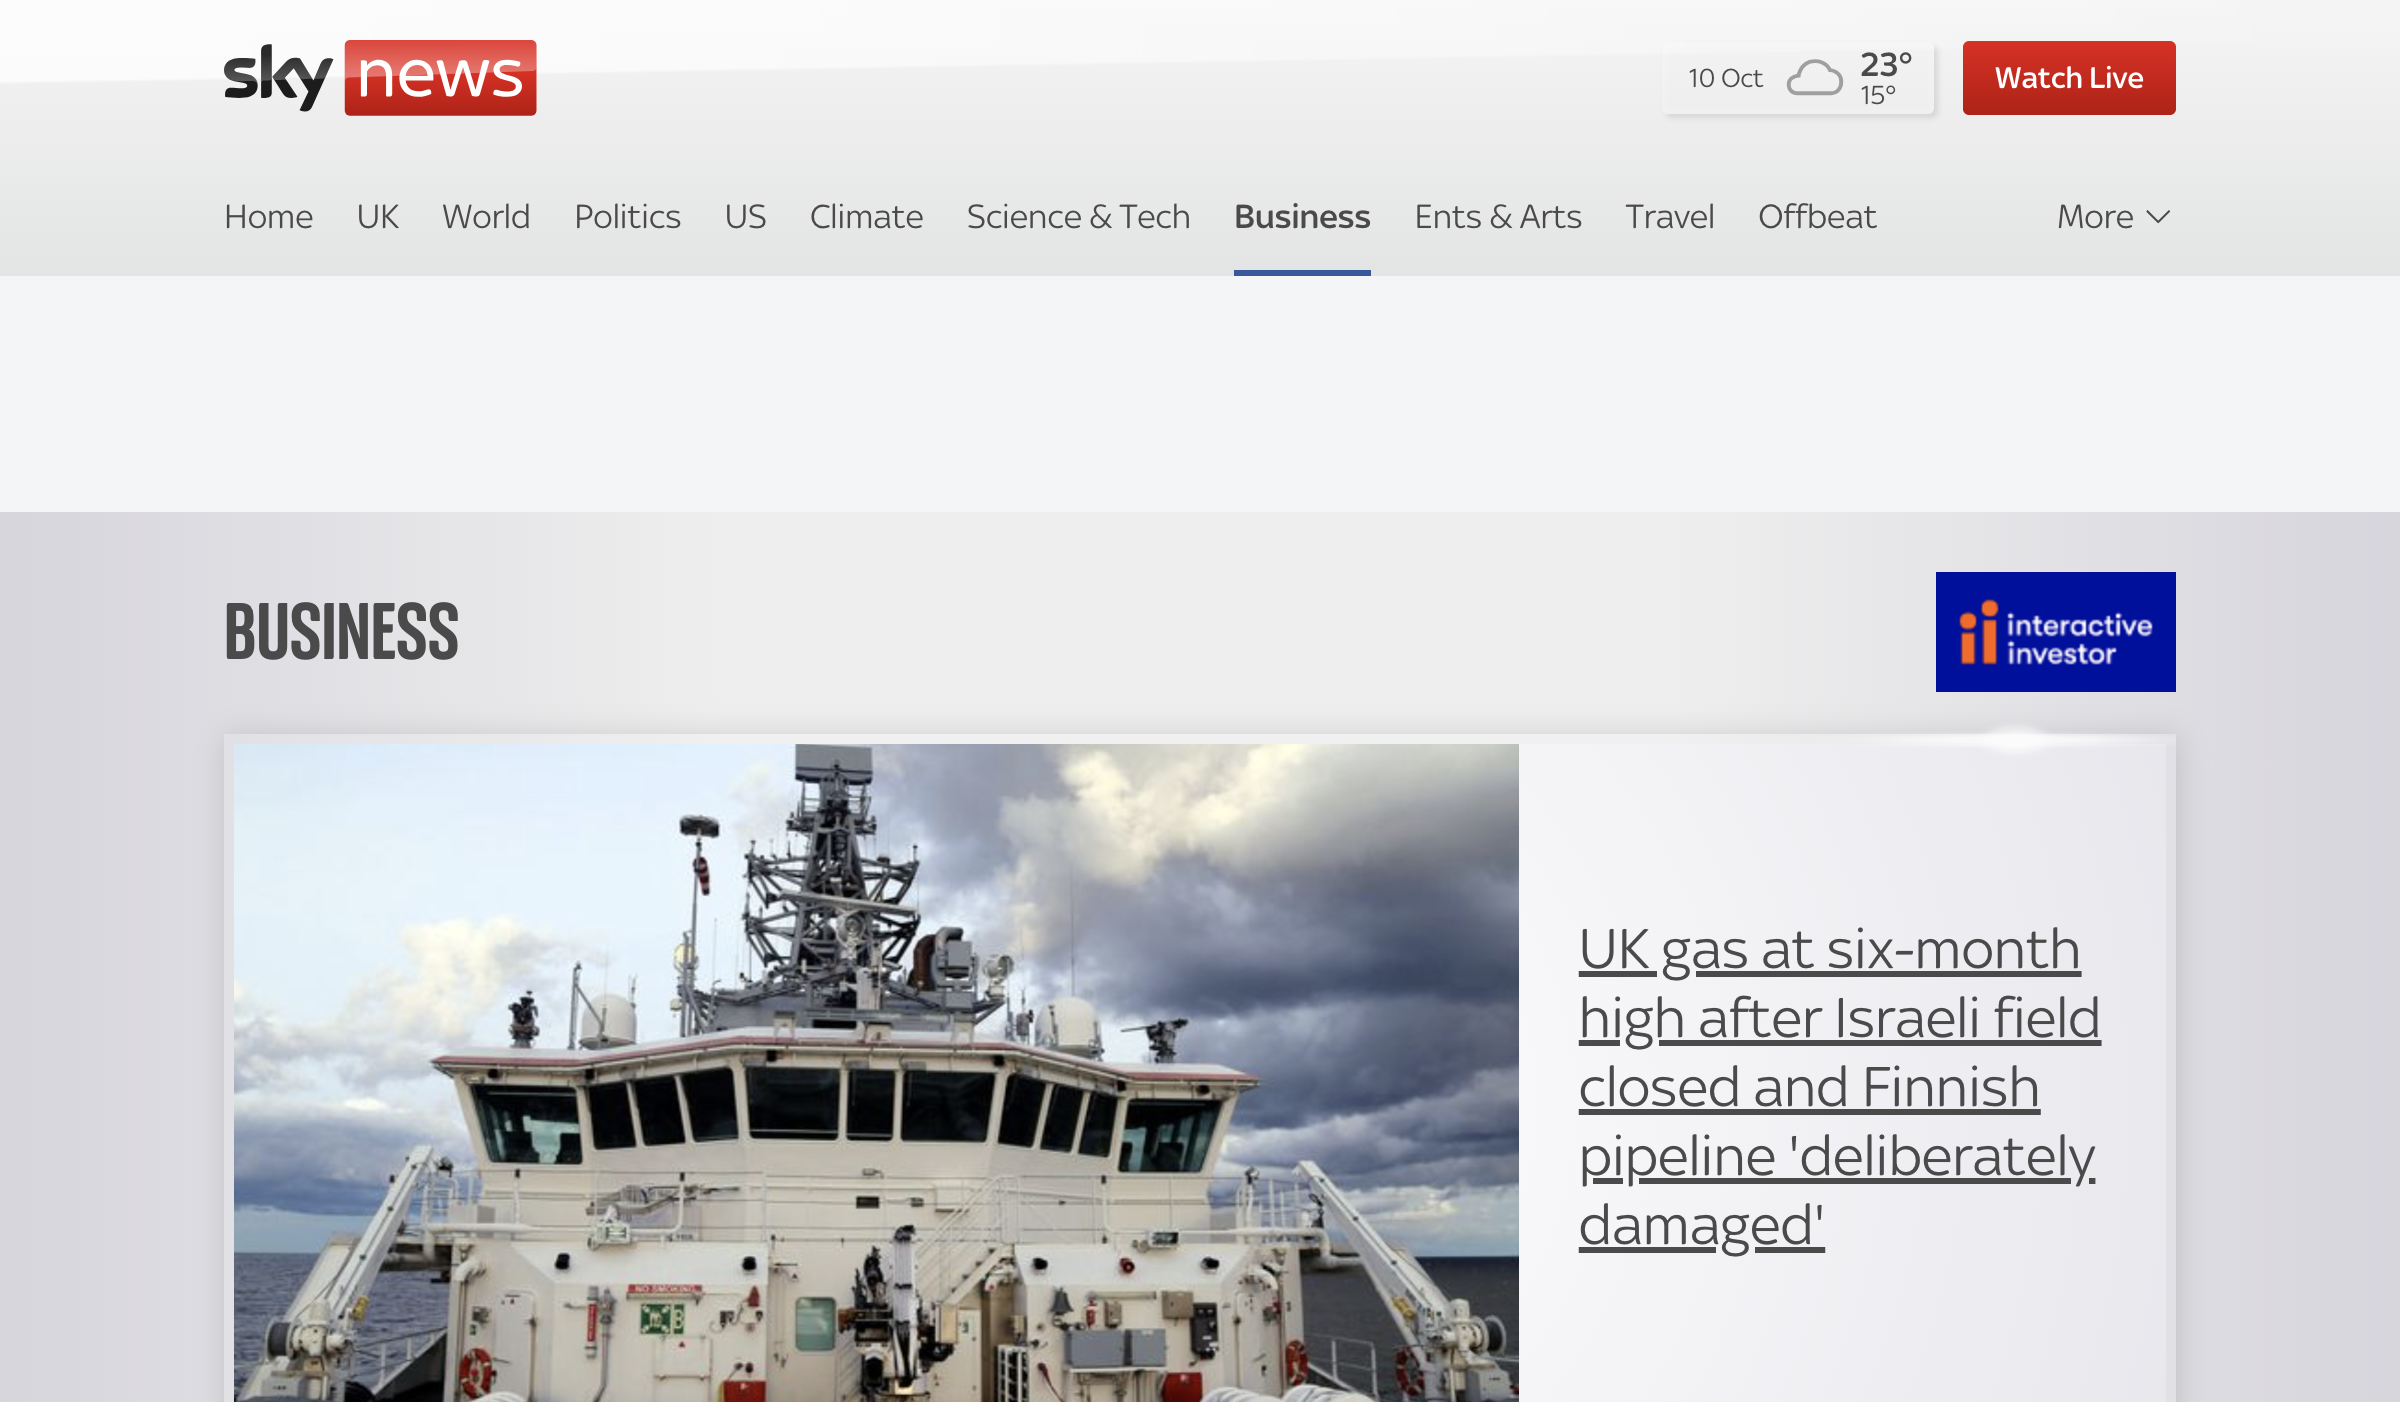 sky news
10 Oct
23°
15°
Watch Live
Home UK World Politics US Climate Science & Tech Business Ents & Arts Travel Offbeat More
BUSINESS
interactive
investor
UK gas at six-month
high after Israeli field
closed and Finnish
pipeline 'deliberately
damaged'
NO SMOKING